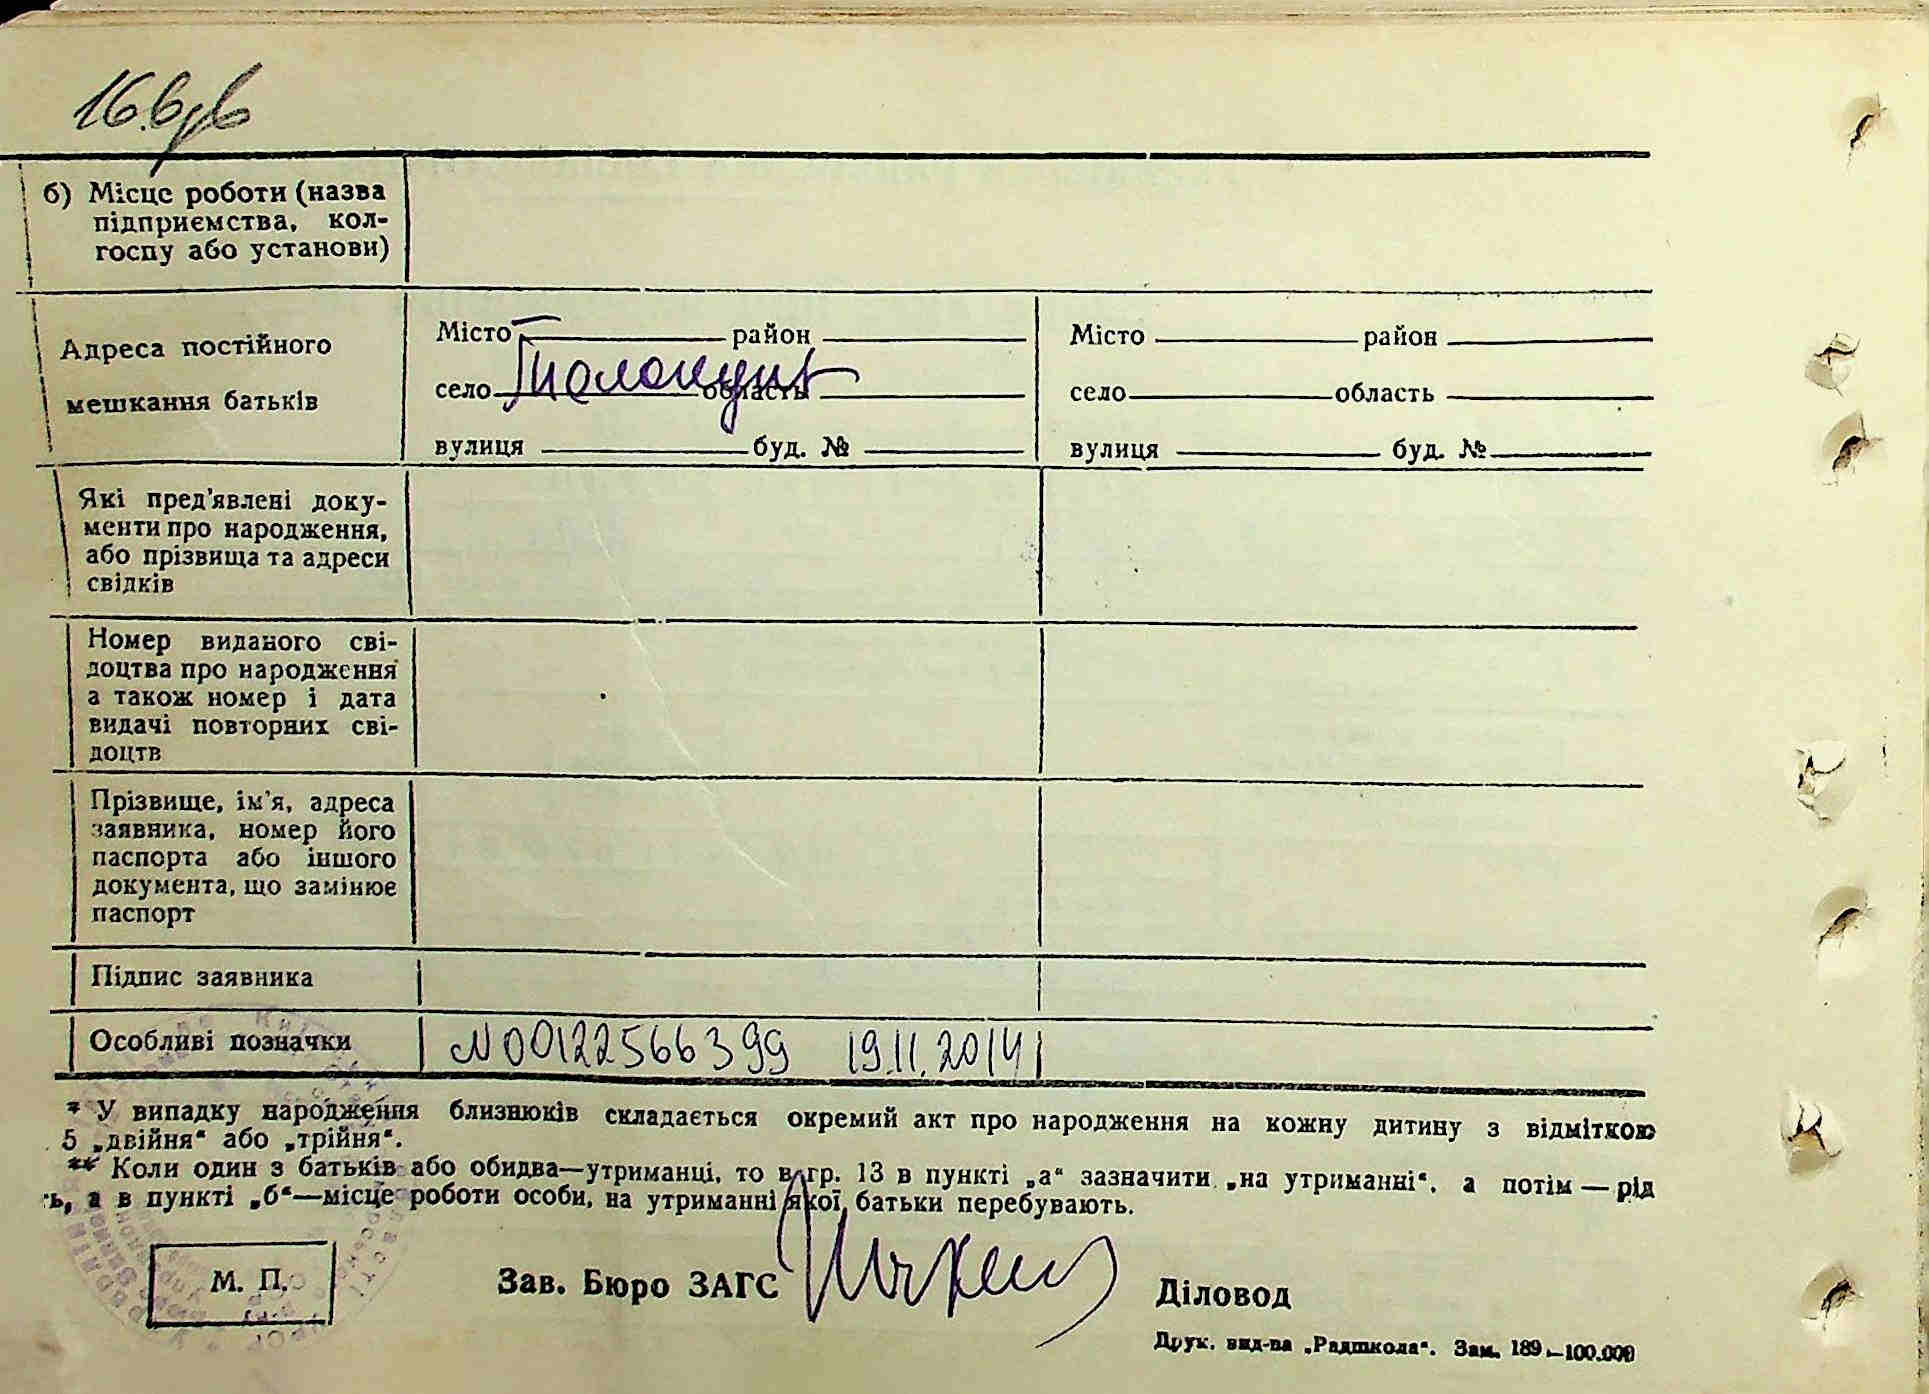 16.
б) Місце роботи (назва
підприємства, кол-
госпу або установи)
Адреса постійного
мешкання батьків
Місто район
село Толокунь область
вулиця буд. №
Місто район
село область
вулиця буд. №
Які пред'явлені доку-
менти про народження,
або прізвища та адреси
свідків
Номер виданого сві-
доцтва про народження
а також номер і дата
видачі повторних сві-
доцтв
Прізвище, ім'я, адреса
заявника, номер його
паспорта або іншого
документа, що замінює
паспорт
Підпис заявника
Особливі позначки
N 00122566399 19.11.2014
* У випадку народження близнюків складається окремий акт про народження на кожну дитину з відміткою
5 „двійня“ або „трійня“.
** Коли один з батьків або обидва—утриманці, то в гр. 13 в пункті „а“ зазначити „на утриманні“, а потім — рід
ь, а в пункті „б“—місце роботи особи, на утриманні якої батьки перебувають.
М. П.
Зав. Бюро ЗАГС
Діловод
Друк. вид-ва „Радшкола“. Зам. 189 —100.000